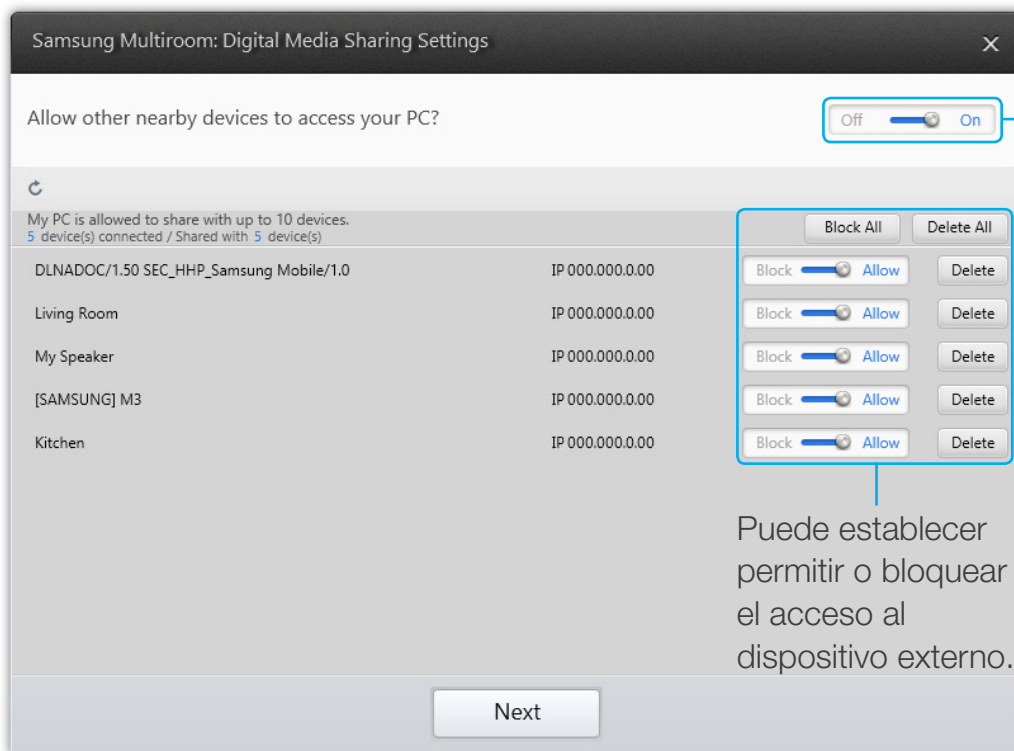 Samsung Multiroom: Digital Media Sharing Settings
Allow other nearby devices to access your PC?
Off On
My PC is allowed to share with up to 10 devices.
5 device(s) connected / Shared with 5 device(s)
Block All Delete All
DLNADOC/1.50 SEC_HHP_Samsung Mobile/1.0 IP 000.000.0.00 Block Allow Delete
Living Room IP 000.000.0.00 Block Allow Delete
My Speaker IP 000.000.0.00 Block Allow Delete
[SAMSUNG] M3 IP 000.000.0.00 Block Allow Delete
Kitchen IP 000.000.0.00 Block Allow Delete
Puede establecer
permitir o bloquear
el acceso al
dispositivo externo.
Next